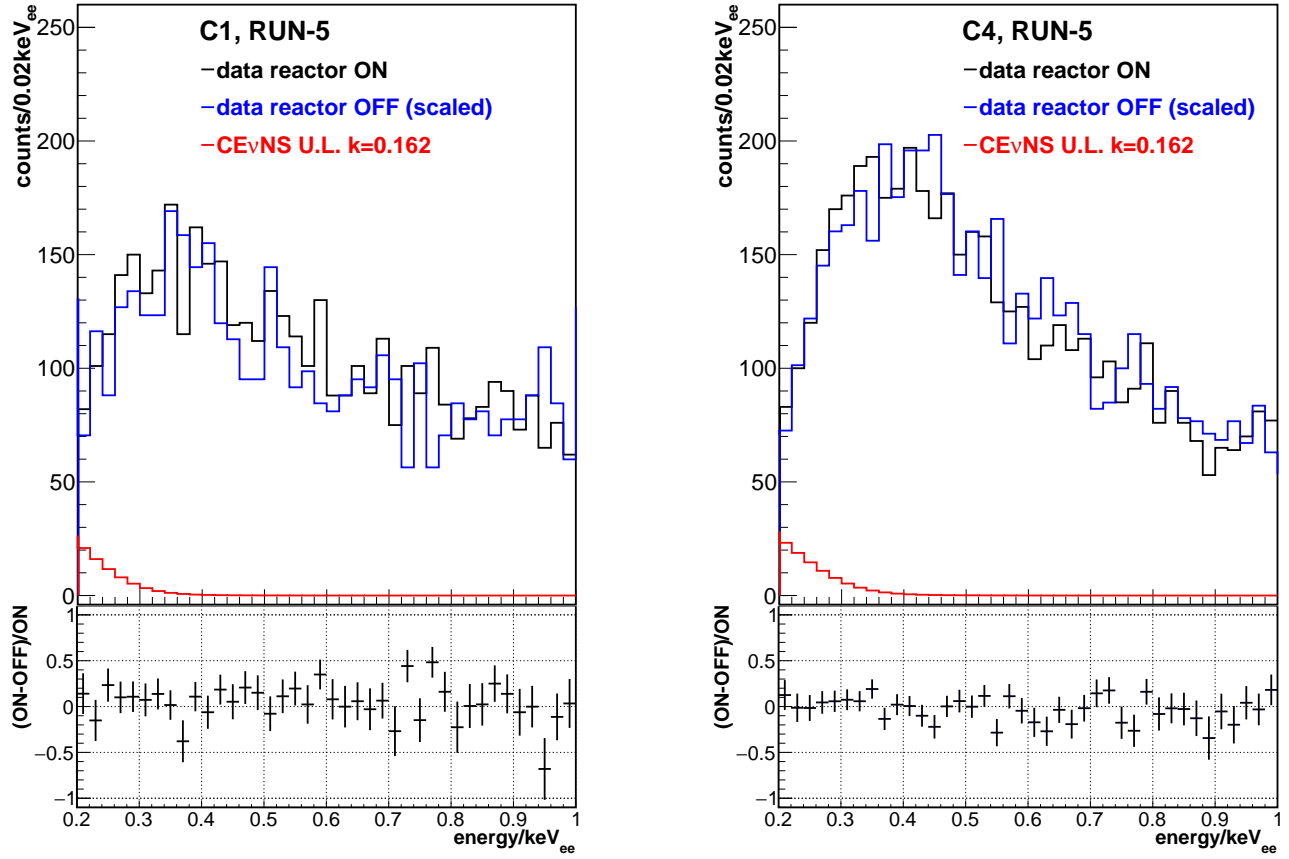 C1, RUN-5
data reactor ON
data reactor OFF (scaled)
CEνNS U.L. k=0.162
counts/0.02keV_ee
250
200
150
100
50
0
(ON-OFF)/ON
1
0.5
0
−0.5
−1
0.2 0.3 0.4 0.5 0.6 0.7 0.8 0.9 1
energy/keV_ee
C4, RUN-5
data reactor ON
data reactor OFF (scaled)
CEνNS U.L. k=0.162
counts/0.02keV_ee
250
200
150
100
50
0
(ON-OFF)/ON
1
0.5
0
−0.5
−1
0.2 0.3 0.4 0.5 0.6 0.7 0.8 0.9 1
energy/keV_ee